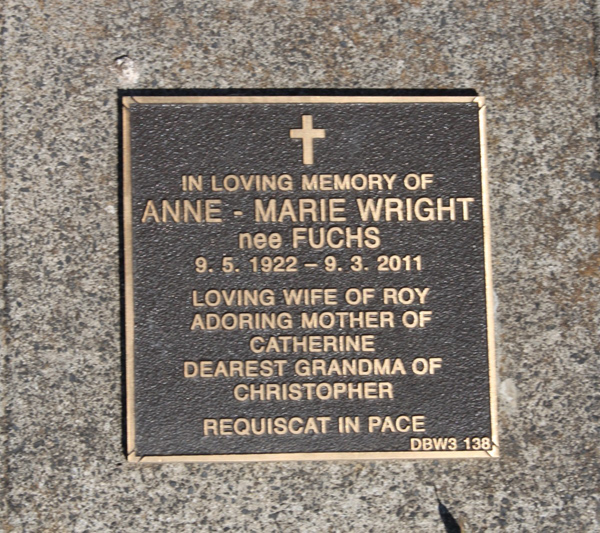 IN LOVING MEMORY OF
ANNE - MARIE WRIGHT
nee FUCHS
9. 5. 1922 – 9. 3. 2011
LOVING WIFE OF ROY
ADORING MOTHER OF
CATHERINE
DEAREST GRANDMA OF
CHRISTOPHER
REQUISCAT IN PACE
DBW3 138